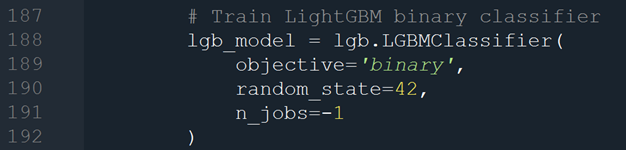 187 # Train LightGBM binary classifier
188 lgb_model = lgb.LGBMClassifier(
189 objective='binary',
190 random_state=42,
191 n_jobs=-1
192 )